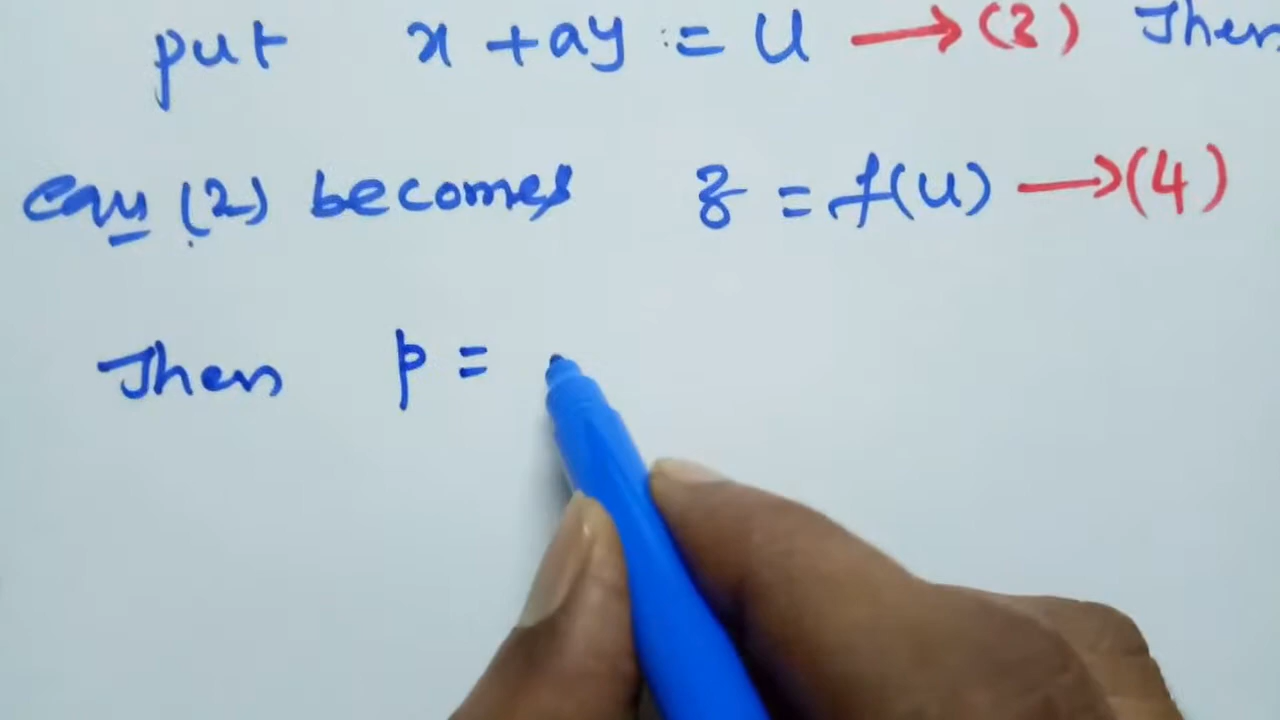 put x + ay = u → (3) Then
eqn (2) becomes z = f(u) → (4)
Then p =